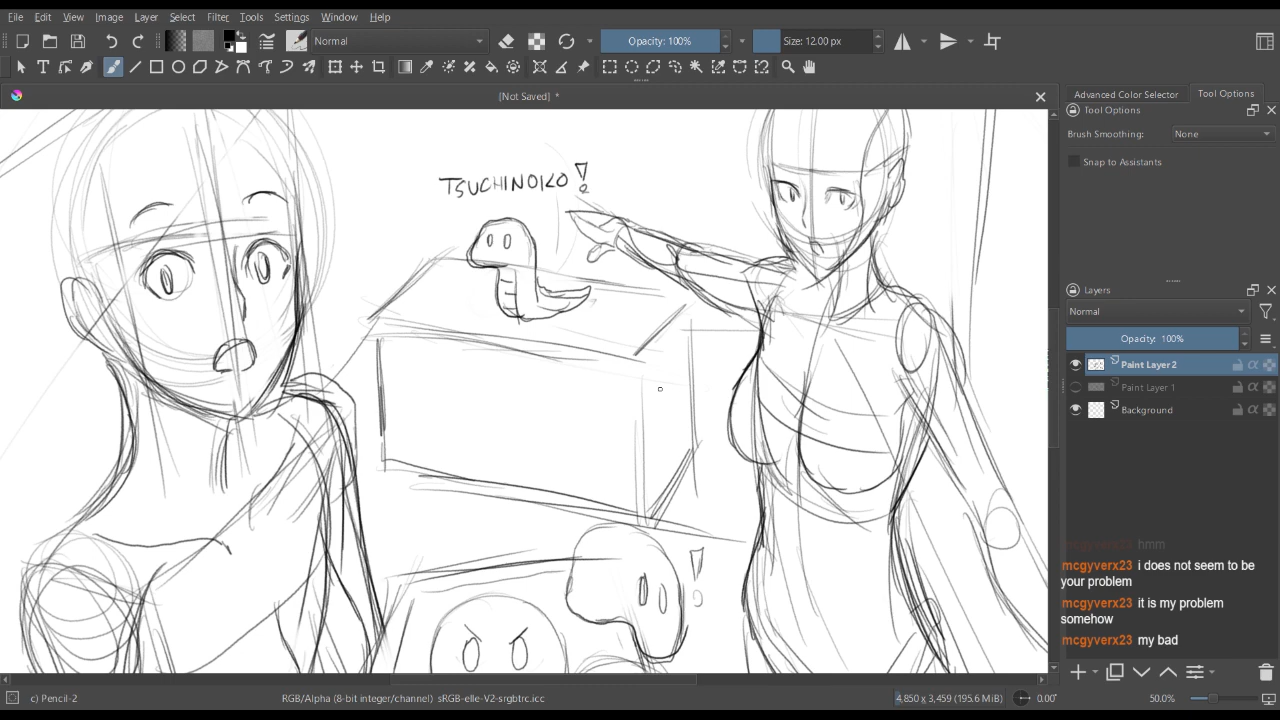 File Edit View Image Layer Select Filter Tools Settings Window Help
Normal Opacity: 100% Size: 12.00 px
[Not Saved] *
Advanced Color Selector Tool Options
Tool Options
Brush Smoothing: None
Snap to Assistants
TSUCHINOKO!
Layers
Normal
Opacity: 100%
Paint Layer 2
Paint Layer 1
Background
mcgyverx23 hmm
mcgyverx23 i does not seem to be
your problem
mcgyverx23 it is my problem
somehow
mcgyverx23 my bad
c) Pencil-2 RGB/Alpha (8-bit integer/channel) sRGB-elle-V2-srgbtrc.icc 4,850 x 3,459 (195.6 MiB) 0.00° 50.0%